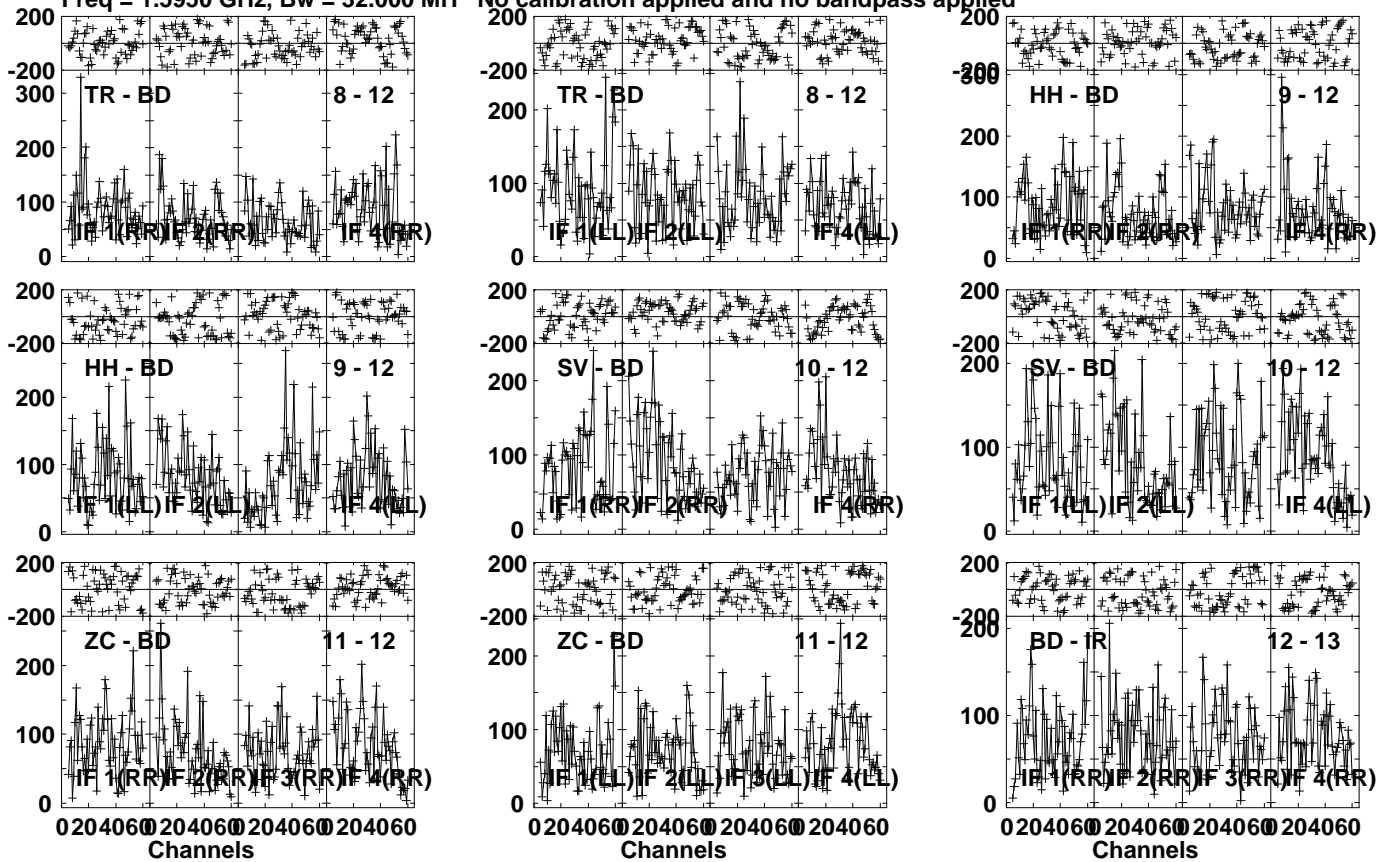 Freq = 1.5950 GHz, Bw = 32.000 MH No calibration applied and no bandpass applied
200
-200
300
200
100
0
TR - BD 8 - 12
IF 1(RR) IF 2(RR) IF 4(RR)
200
-200
200
100
0
TR - BD 8 - 12
IF 1(LL) IF 2(LL) IF 4(LL)
200
-200
300
200
100
0
HH - BD 9 - 12
IF 1(RR) IF 2(RR) IF 4(RR)
200
-200
200
100
0
HH - BD 9 - 12
IF 1(LL) IF 2(LL) IF 4(LL)
200
-200
200
100
0
SV - BD 10 - 12
IF 1(RR) IF 2(RR) IF 4(RR)
200
-200
200
100
0
SV - BD 10 - 12
IF 1(LL) IF 2(LL) IF 4(LL)
200
-200
200
100
0
ZC - BD 11 - 12
IF 1(RR) IF 2(RR) IF 3(RR) IF 4(RR)
0 20 40 60 0 20 40 60 0 20 40 60 0 20 40 60
Channels
200
-200
200
100
0
ZC - BD 11 - 12
IF 1(LL) IF 2(LL) IF 3(LL) IF 4(LL)
0 20 40 60 0 20 40 60 0 20 40 60 0 20 40 60
Channels
200
-200
200
100
0
BD - IR 12 - 13
IF 1(RR) IF 2(RR) IF 3(RR) IF 4(RR)
0 20 40 60 0 20 40 60 0 20 40 60 0 20 40 60
Channels